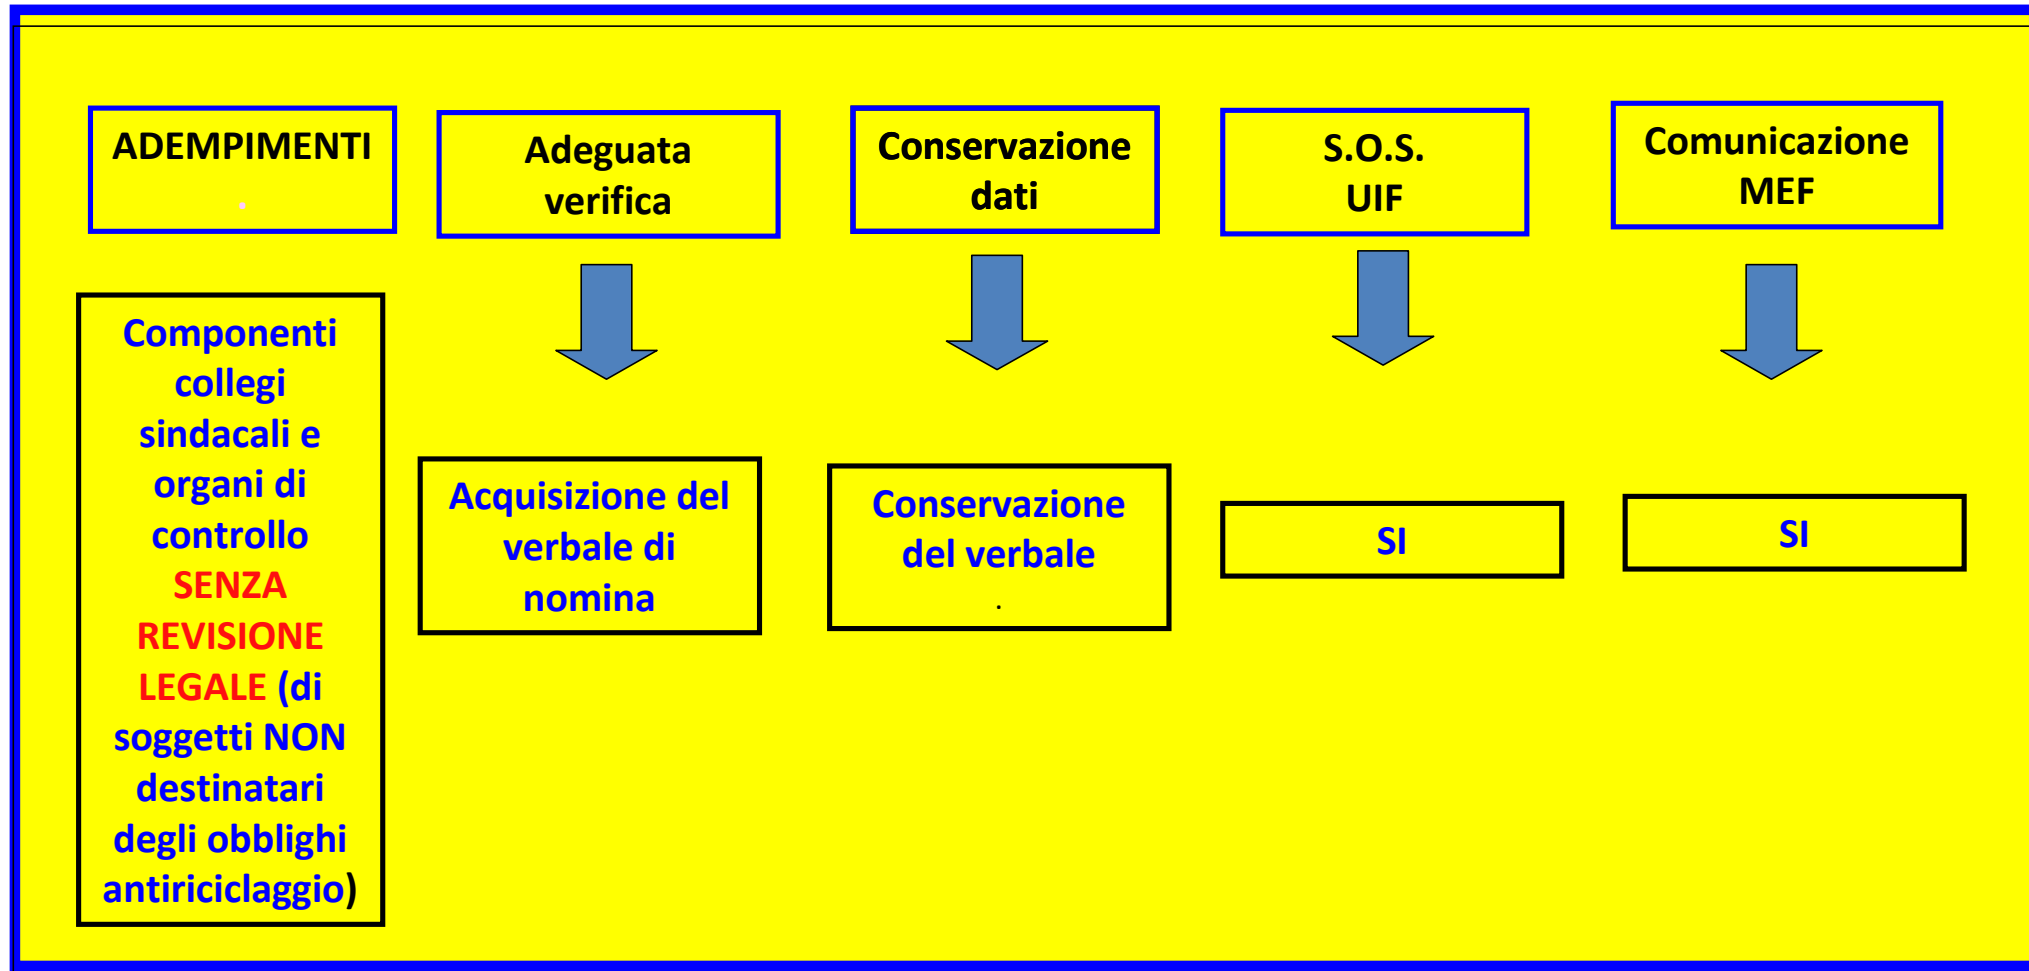 ADEMPIMENTI
.
Adeguata
verifica
Conservazione
dati
S.O.S.
UIF
Comunicazione
MEF
Componenti
collegi
sindacali e
organi di
controllo
SENZA
REVISIONE
LEGALE (di
soggetti NON
destinatari
degli obblighi
antiriciclaggio)
Acquisizione del
verbale di
nomina
Conservazione
del verbale
.
SI
SI